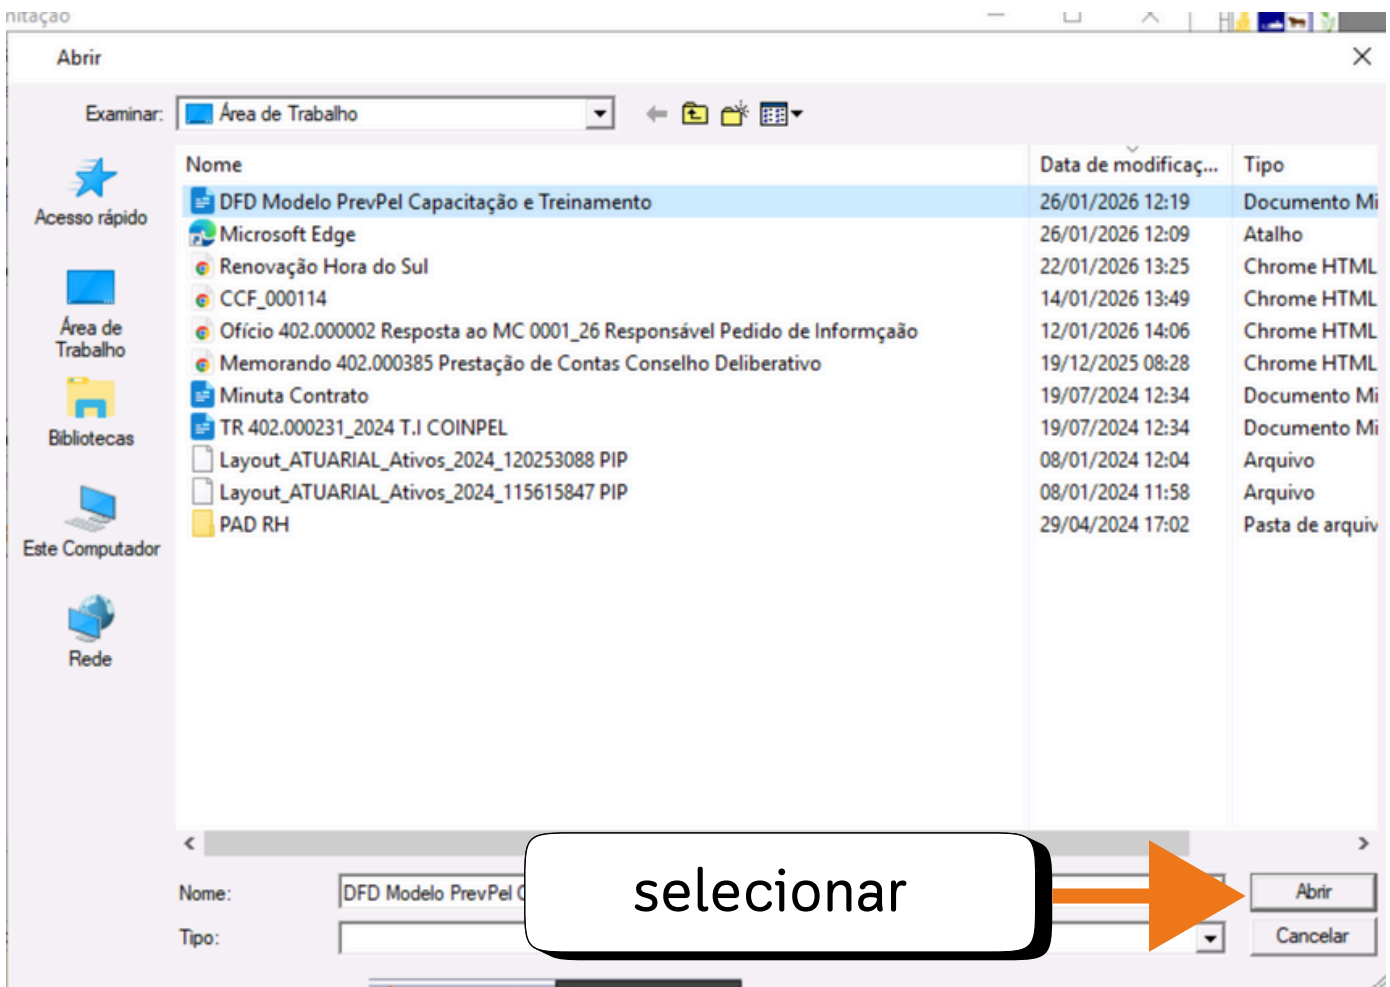 nitação
Abrir
Examinar: Área de Trabalho
Nome Data de modificaç... Tipo
DFD Modelo PrevPel Capacitação e Treinamento 26/01/2026 12:19 Documento Mi
Microsoft Edge 26/01/2026 12:09 Atalho
Renovação Hora do Sul 22/01/2026 13:25 Chrome HTML
CCF_000114 14/01/2026 13:49 Chrome HTML
Ofício 402.000002 Resposta ao MC 0001_26 Responsável Pedido de Informçaão 12/01/2026 14:06 Chrome HTML
Memorando 402.000385 Prestação de Contas Conselho Deliberativo 19/12/2025 08:28 Chrome HTML
Minuta Contrato 19/07/2024 12:34 Documento Mi
TR 402.000231_2024 T.I COINPEL 19/07/2024 12:34 Documento Mi
Layout_ATUARIAL_Ativos_2024_120253088 PIP 08/01/2024 12:04 Arquivo
Layout_ATUARIAL_Ativos_2024_115615847 PIP 08/01/2024 11:58 Arquivo
PAD RH 29/04/2024 17:02 Pasta de arquiv
Acesso rápido
Área de
Trabalho
Bibliotecas
Este Computador
Rede
Nome: DFD Modelo PrevPel C
selecionar
Abrir
Tipo:
Cancelar